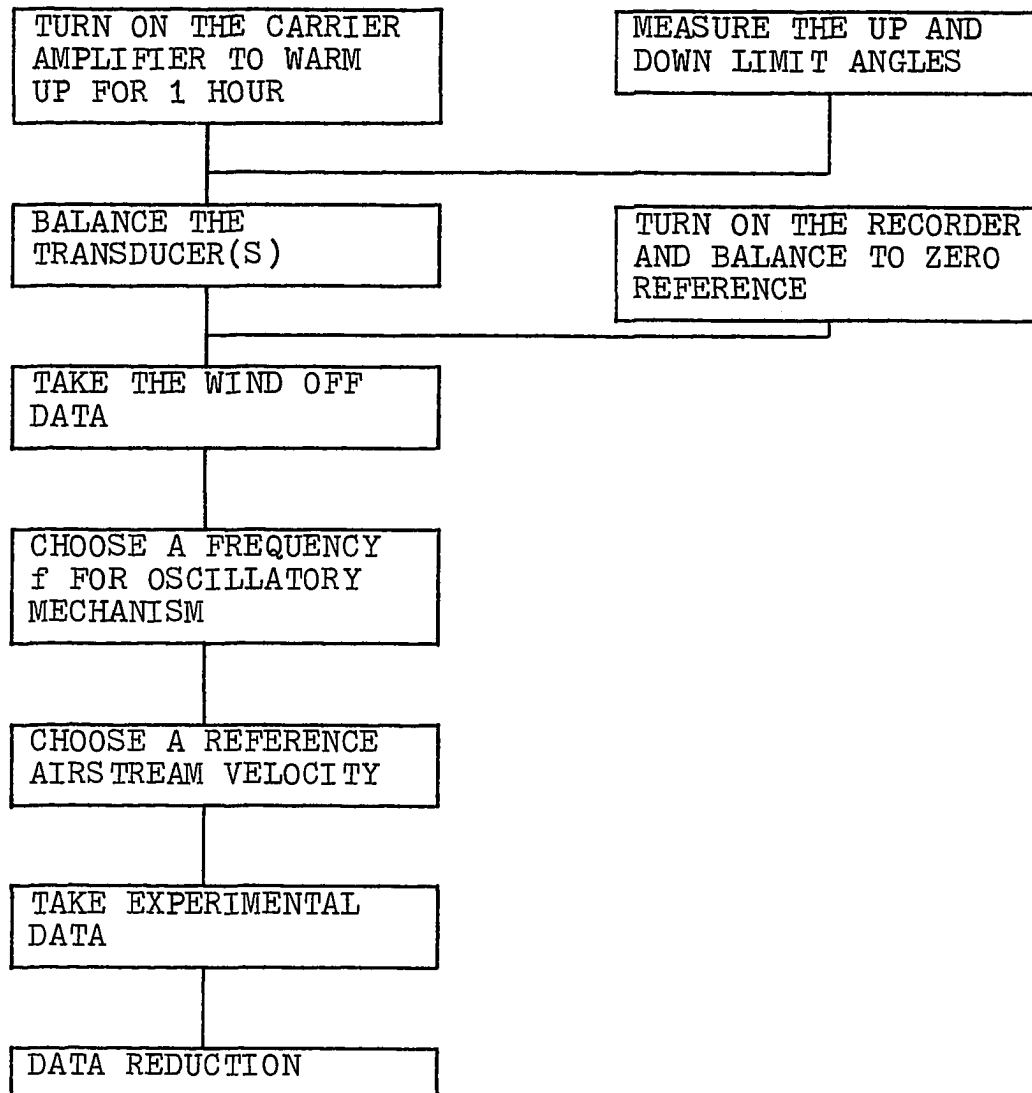 TURN ON THE CARRIER
AMPLIFIER TO WARM
UP FOR 1 HOUR
MEASURE THE UP AND
DOWN LIMIT ANGLES
BALANCE THE
TRANSDUCER(S)
TURN ON THE RECORDER
AND BALANCE TO ZERO
REFERENCE
TAKE THE WIND OFF
DATA
CHOOSE A FREQUENCY
f FOR OSCILLATORY
MECHANISM
CHOOSE A REFERENCE
AIRSTREAM VELOCITY
TAKE EXPERIMENTAL
DATA
DATA REDUCTION